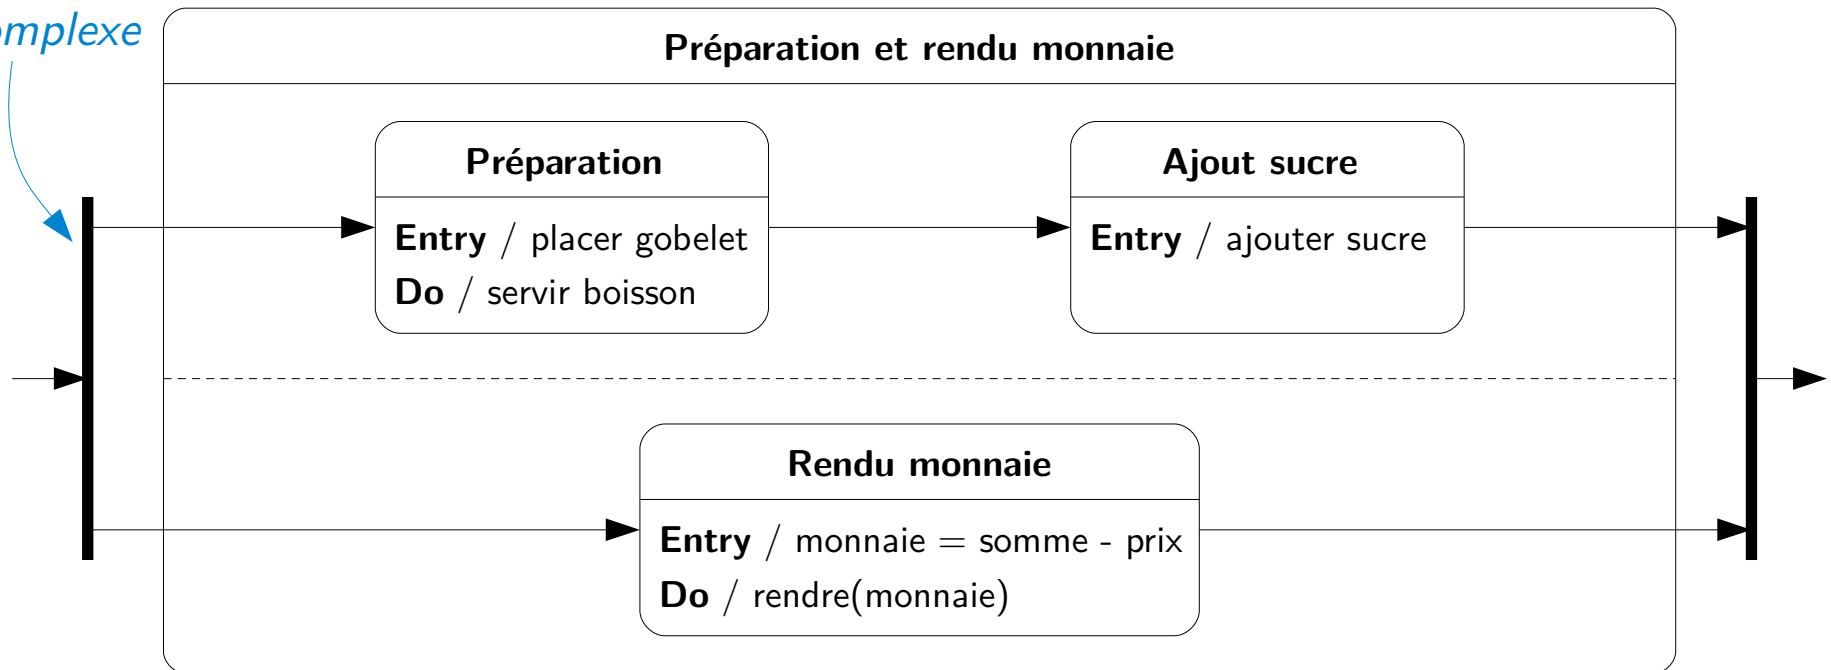 Préparation et rendu monnaie
Préparation
Entry / placer gobelet
Do / servir boisson
Ajout sucre
Entry / ajouter sucre
Rendu monnaie
Entry / monnaie = somme - prix
Do / rendre(monnaie)